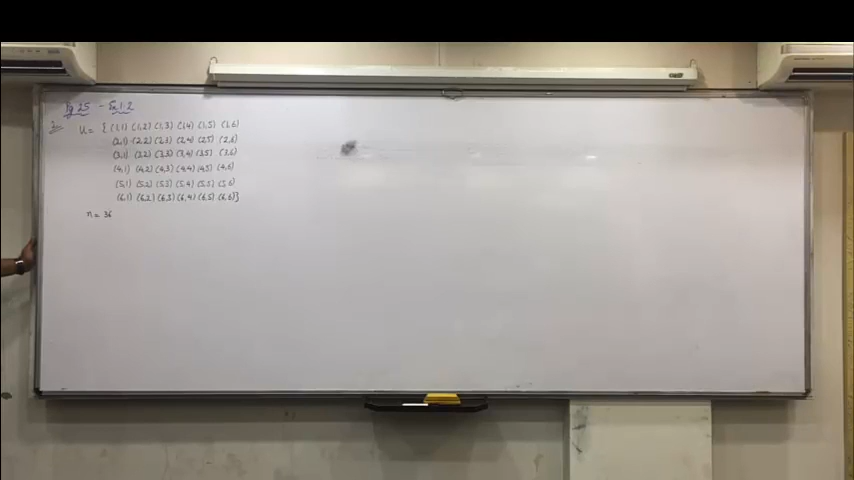 Pg 25 - Ex 1.2
2. U = { (1,1) (1,2) (1,3) (1,4) (1,5) (1,6)
(2,1) (2,2) (2,3) (2,4) (2,5) (2,6)
(3,1) (3,2) (3,3) (3,4) (3,5) (3,6)
(4,1) (4,2) (4,3) (4,4) (4,5) (4,6)
(5,1) (5,2) (5,3) (5,4) (5,5) (5,6)
(6,1) (6,2) (6,3) (6,4) (6,5) (6,6)}
n = 36